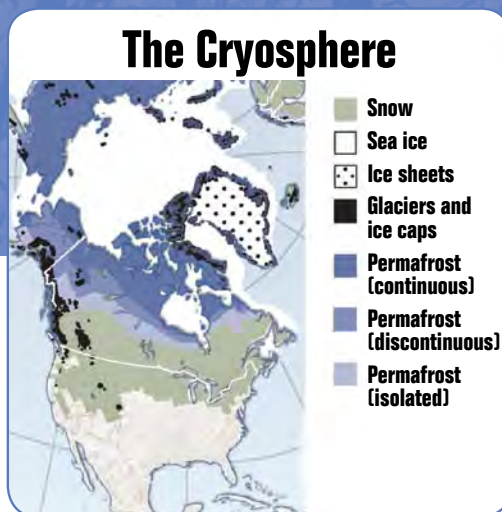 The Cryosphere
Snow
Sea ice
Ice sheets
Glaciers and
ice caps
Permafrost
(continuous)
Permafrost
(discontinuous)
Permafrost
(isolated)